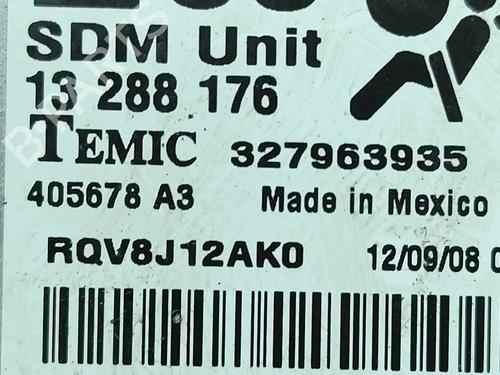 SDM Unit
13 288 176
TEMIC 327963935
405678 A3 Made in Mexico
RQV8J12AK0 12/09/08